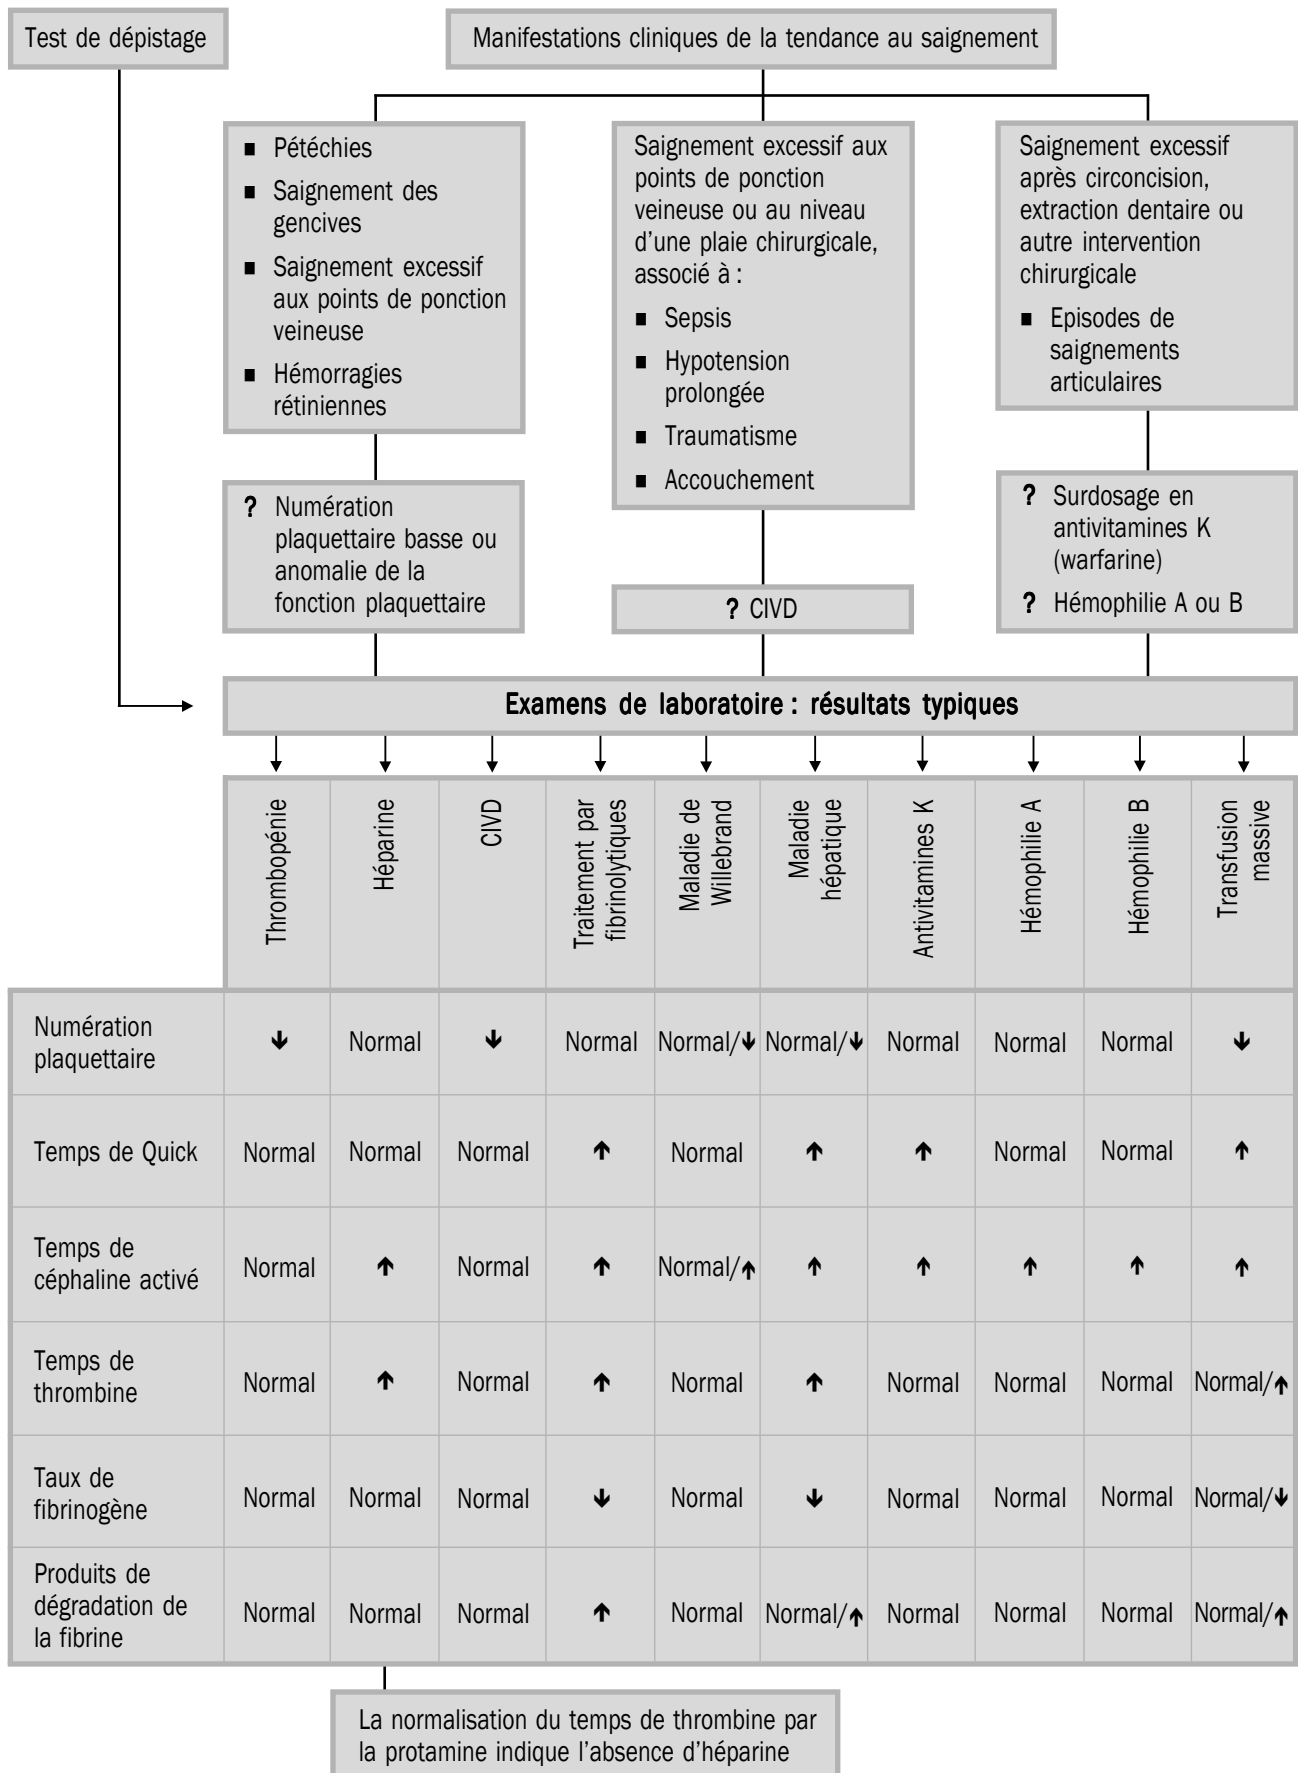 Test de dépistage
Manifestations cliniques de la tendance au saignement
■ Pétéchies
■ Saignement des
gencives
■ Saignement excessif
aux points de ponction
veineuse
■ Hémorragies
rétiniennes
Saignement excessif aux
points de ponction
veineuse ou au niveau
d'une plaie chirurgicale,
associé à :
■ Sepsis
■ Hypotension
prolongée
■ Traumatisme
■ Accouchement
Saignement excessif
après circoncision,
extraction dentaire ou
autre intervention
chirurgicale
■ Episodes de
saignements
articulaires
? Numération
plaquettaire basse ou
anomalie de la
fonction plaquettaire
? CIVD
? Surdosage en
antivitamines K
(warfarine)
? Hémophilie A ou B
Examens de laboratoire : résultats typiques
Thrombopénie
Héparine
CIVD
Traitement par
fibrinolytiques
Maladie de
Willebrand
Maladie
hépatique
Antivitamines K
Hémophilie A
Hémophilie B
Transfusion
massive
Numération
plaquettaire
↓ Normal ↓ Normal Normal/↓ Normal/↓ Normal Normal Normal ↓
Temps de Quick Normal Normal Normal ↑ Normal ↑ ↑ Normal Normal ↑
Temps de
céphaline activé
Normal ↑ Normal ↑ Normal/↑ ↑ ↑ ↑ ↑ ↑
Temps de
thrombine
Normal ↑ Normal ↑ Normal ↑ Normal Normal Normal Normal/↑
Taux de
fibrinogène
Normal Normal Normal ↓ Normal ↓ Normal Normal Normal Normal/↓
Produits de
dégradation de
la fibrine
Normal Normal Normal ↑ Normal Normal/↑ Normal Normal Normal Normal/↑
La normalisation du temps de thrombine par
la protamine indique l'absence d'héparine